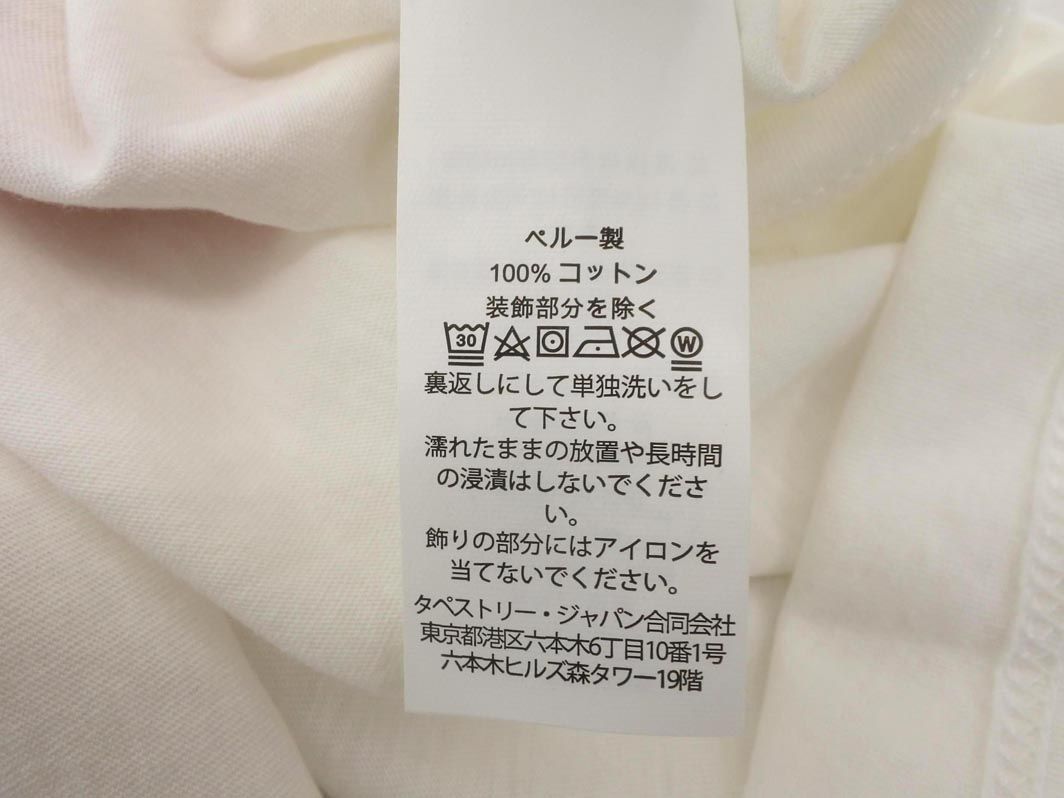 ペルー製
100% コットン
装飾部分を除く
30 W
裏返しにして単独洗いをし
て下さい。
濡れたままの放置や長時間
の浸漬はしないでくださ
い。
飾りの部分にはアイロンを
当てないでください。
タペストリー・ジャパン合同会社
東京都港区六本木6丁目10番1号
六本木ヒルズ森タワー19階